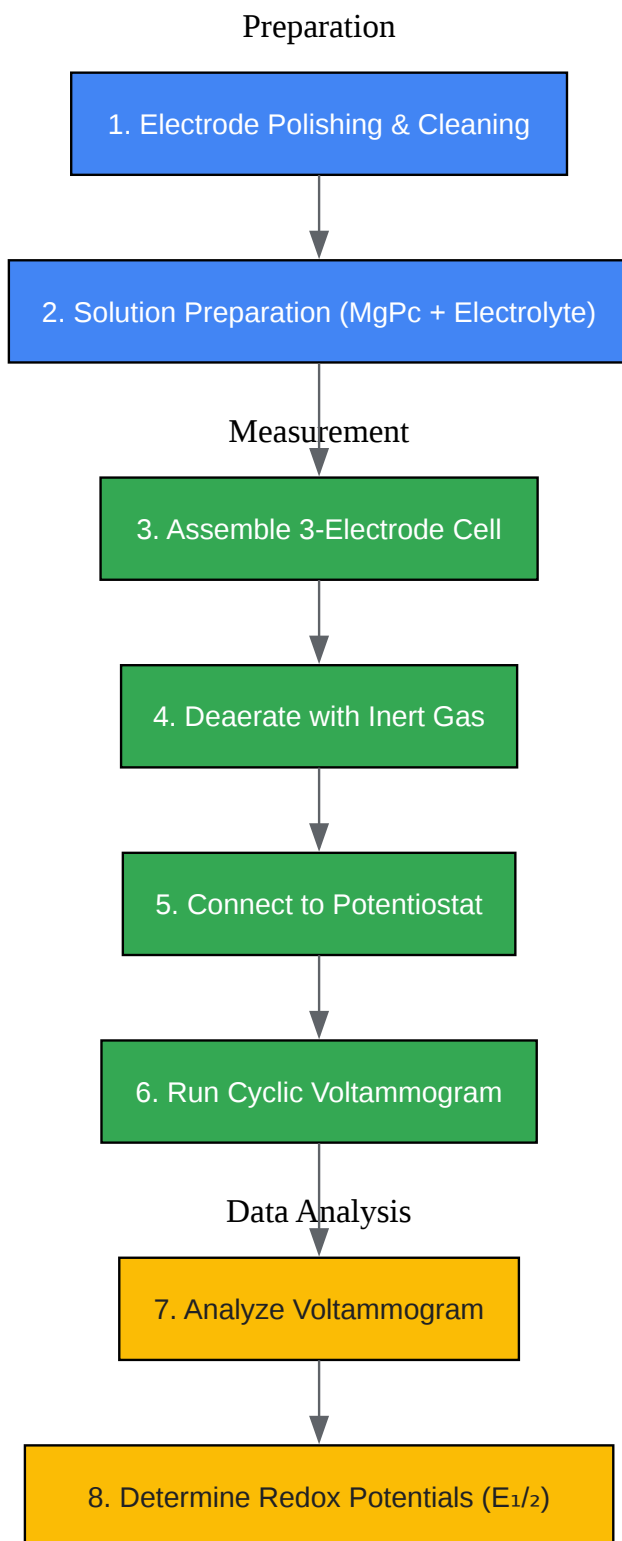 Preparation
1. Electrode Polishing & Cleaning
2. Solution Preparation (MgPc + Electrolyte)
Measurement
3. Assemble 3-Electrode Cell
4. Deaerate with Inert Gas
5. Connect to Potentiostat
6. Run Cyclic Voltammogram
Data Analysis
7. Analyze Voltammogram
8. Determine Redox Potentials (E₁/₂)